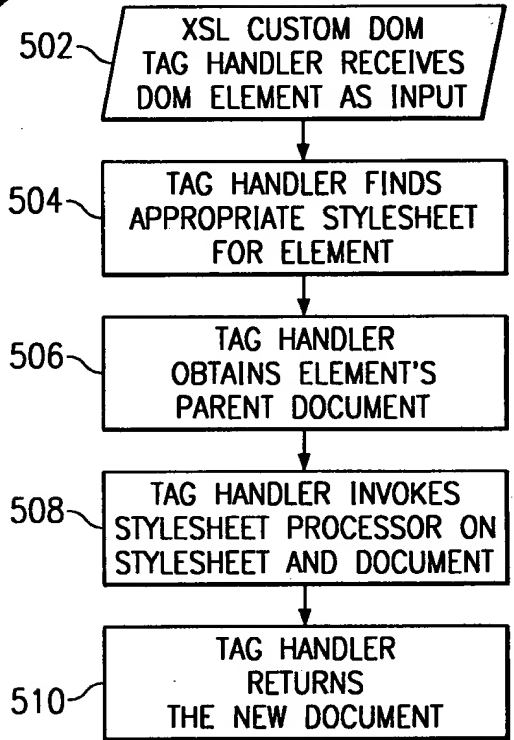 502
XSL CUSTOM DOM
TAG HANDLER RECEIVES
DOM ELEMENT AS INPUT
504
TAG HANDLER FINDS
APPROPRIATE STYLESHEET
FOR ELEMENT
506
TAG HANDLER
OBTAINS ELEMENT'S
PARENT DOCUMENT
508
TAG HANDLER INVOKES
STYLESHEET PROCESSOR ON
STYLESHEET AND DOCUMENT
510
TAG HANDLER
RETURNS
THE NEW DOCUMENT